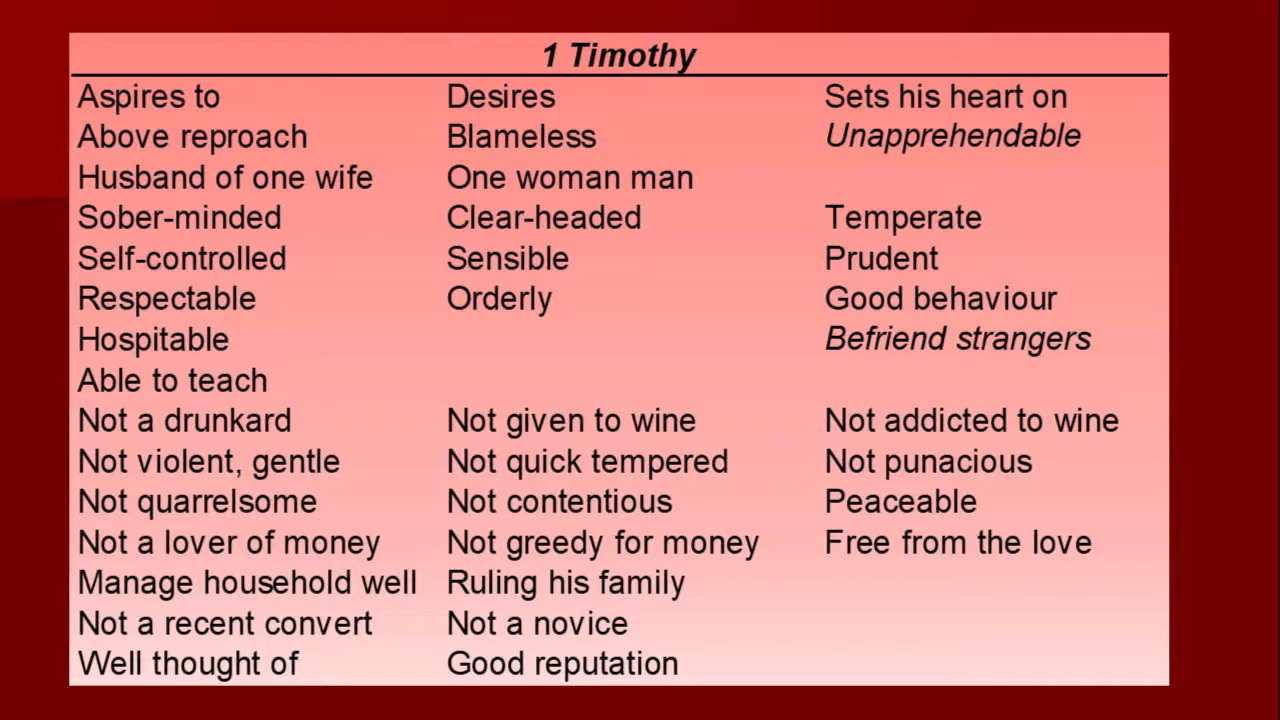 1 Timothy
Aspires to Desires Sets his heart on
Above reproach Blameless Unapprehendable
Husband of one wife One woman man
Sober-minded Clear-headed Temperate
Self-controlled Sensible Prudent
Respectable Orderly Good behaviour
Hospitable Befriend strangers
Able to teach
Not a drunkard Not given to wine Not addicted to wine
Not violent, gentle Not quick tempered Not punacious
Not quarrelsome Not contentious Peaceable
Not a lover of money Not greedy for money Free from the love
Manage household well Ruling his family
Not a recent convert Not a novice
Well thought of Good reputation